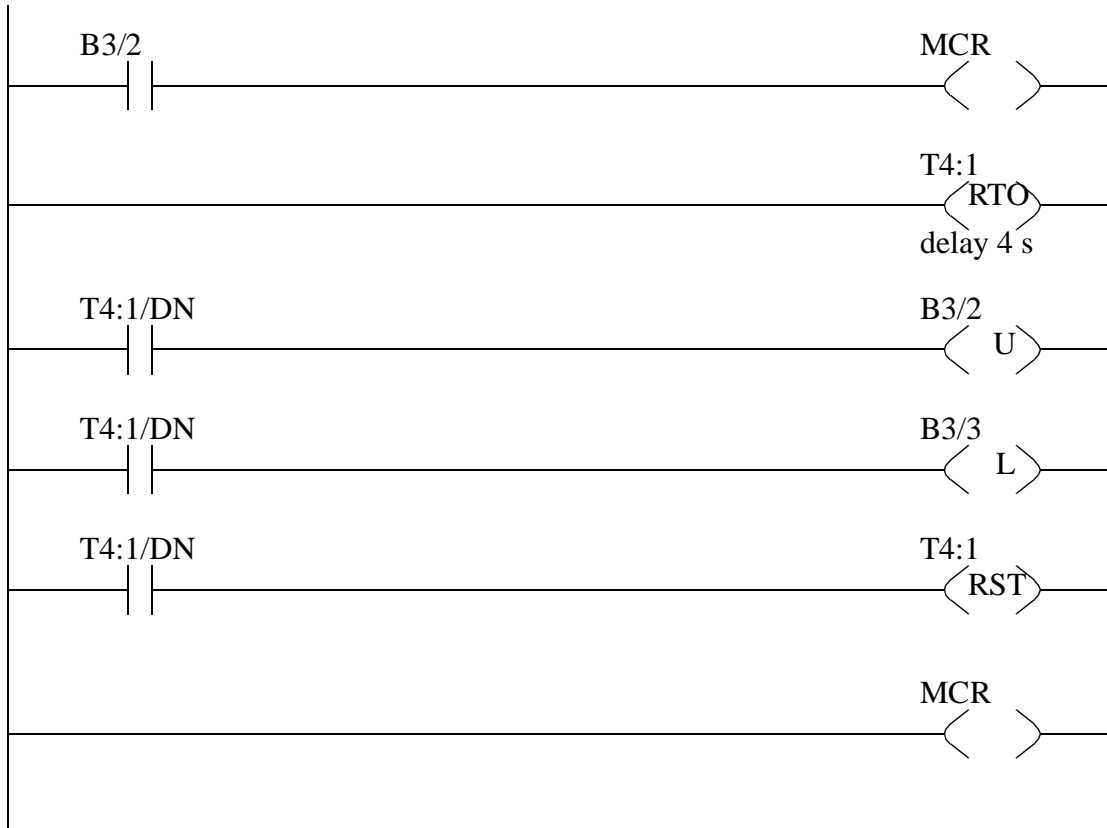 B3/2 MCR
T4:1
RTO
delay 4 s
T4:1/DN B3/2
U
T4:1/DN B3/3
L
T4:1/DN T4:1
RST
MCR